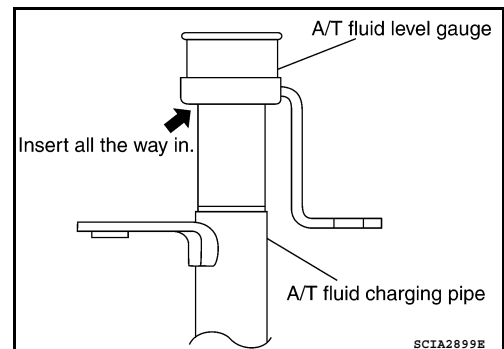 A/T fluid level gauge
Insert all the way in.
A/T fluid charging pipe
SCIA2899E